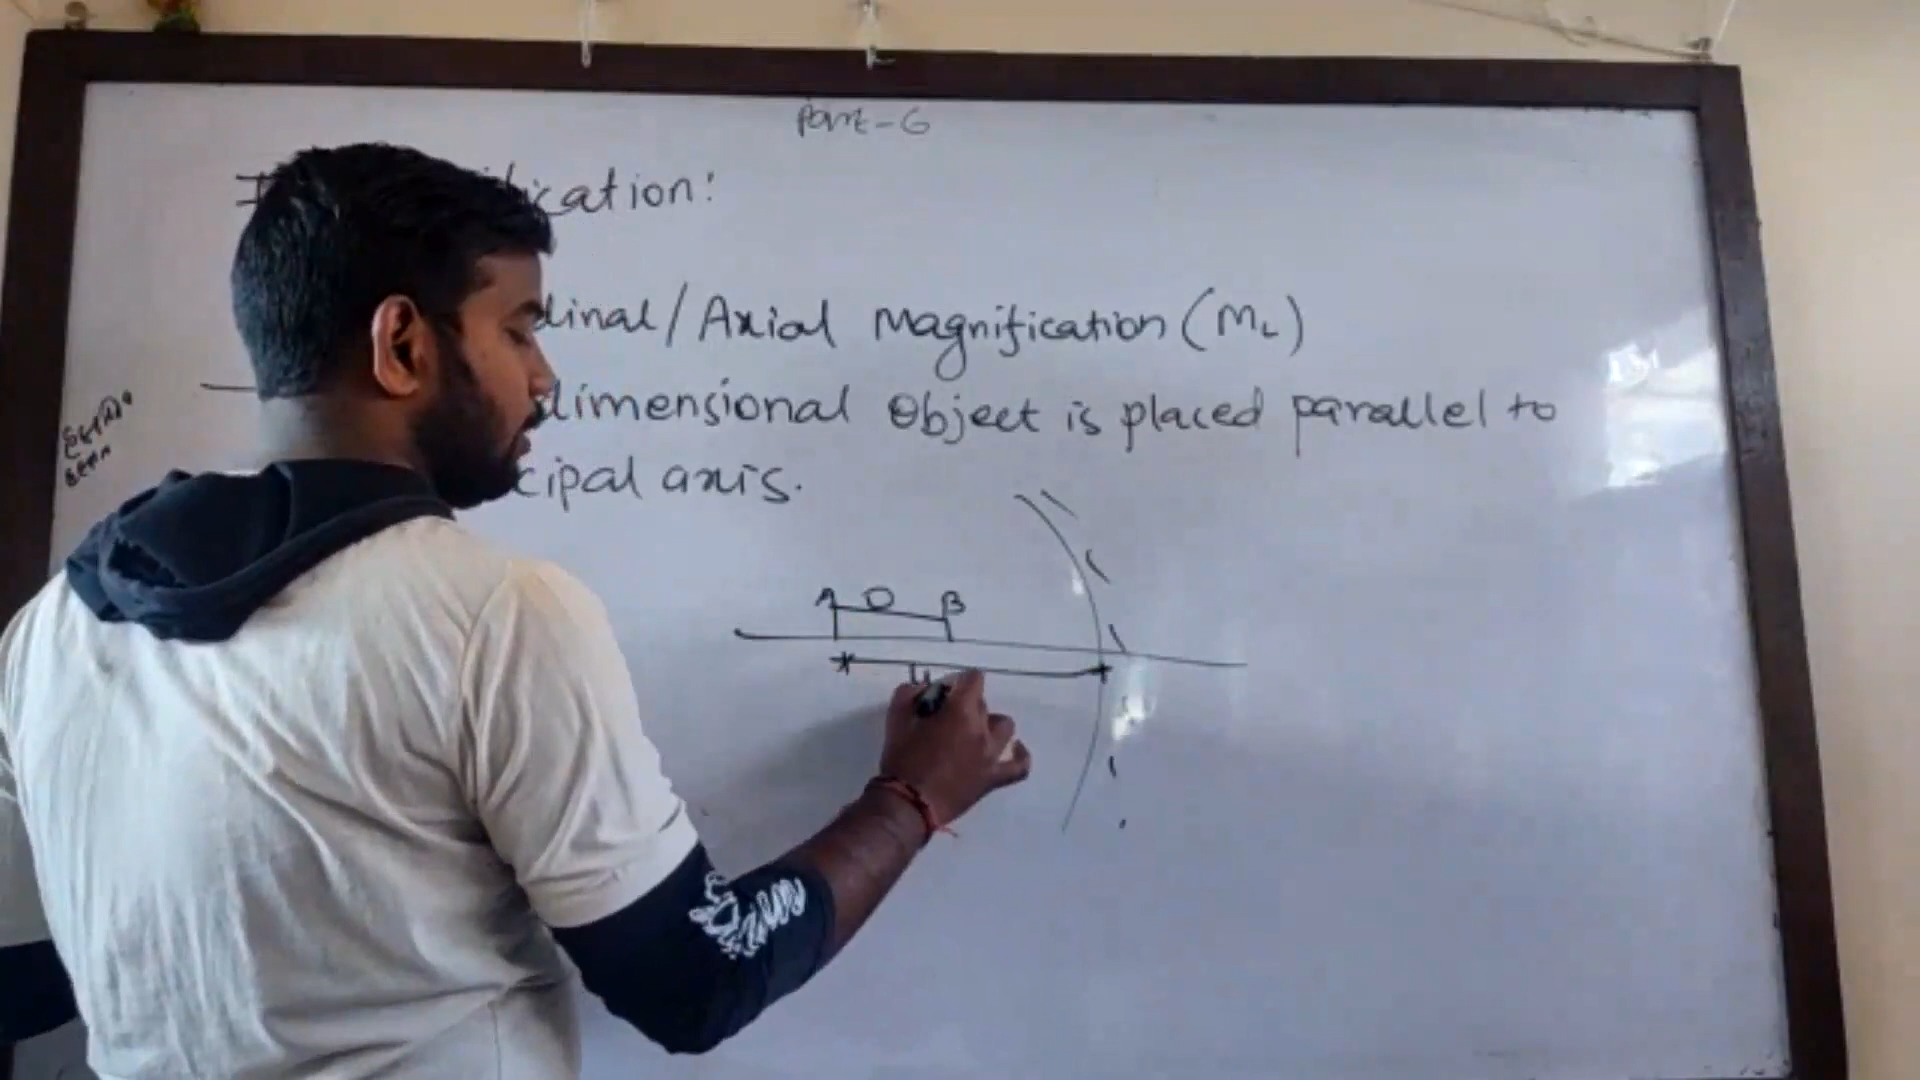 Part-6
ication:
dinal/Axial Magnification (ML)
dimensional Object is placed parallel to
cipal axis.
A O B
u